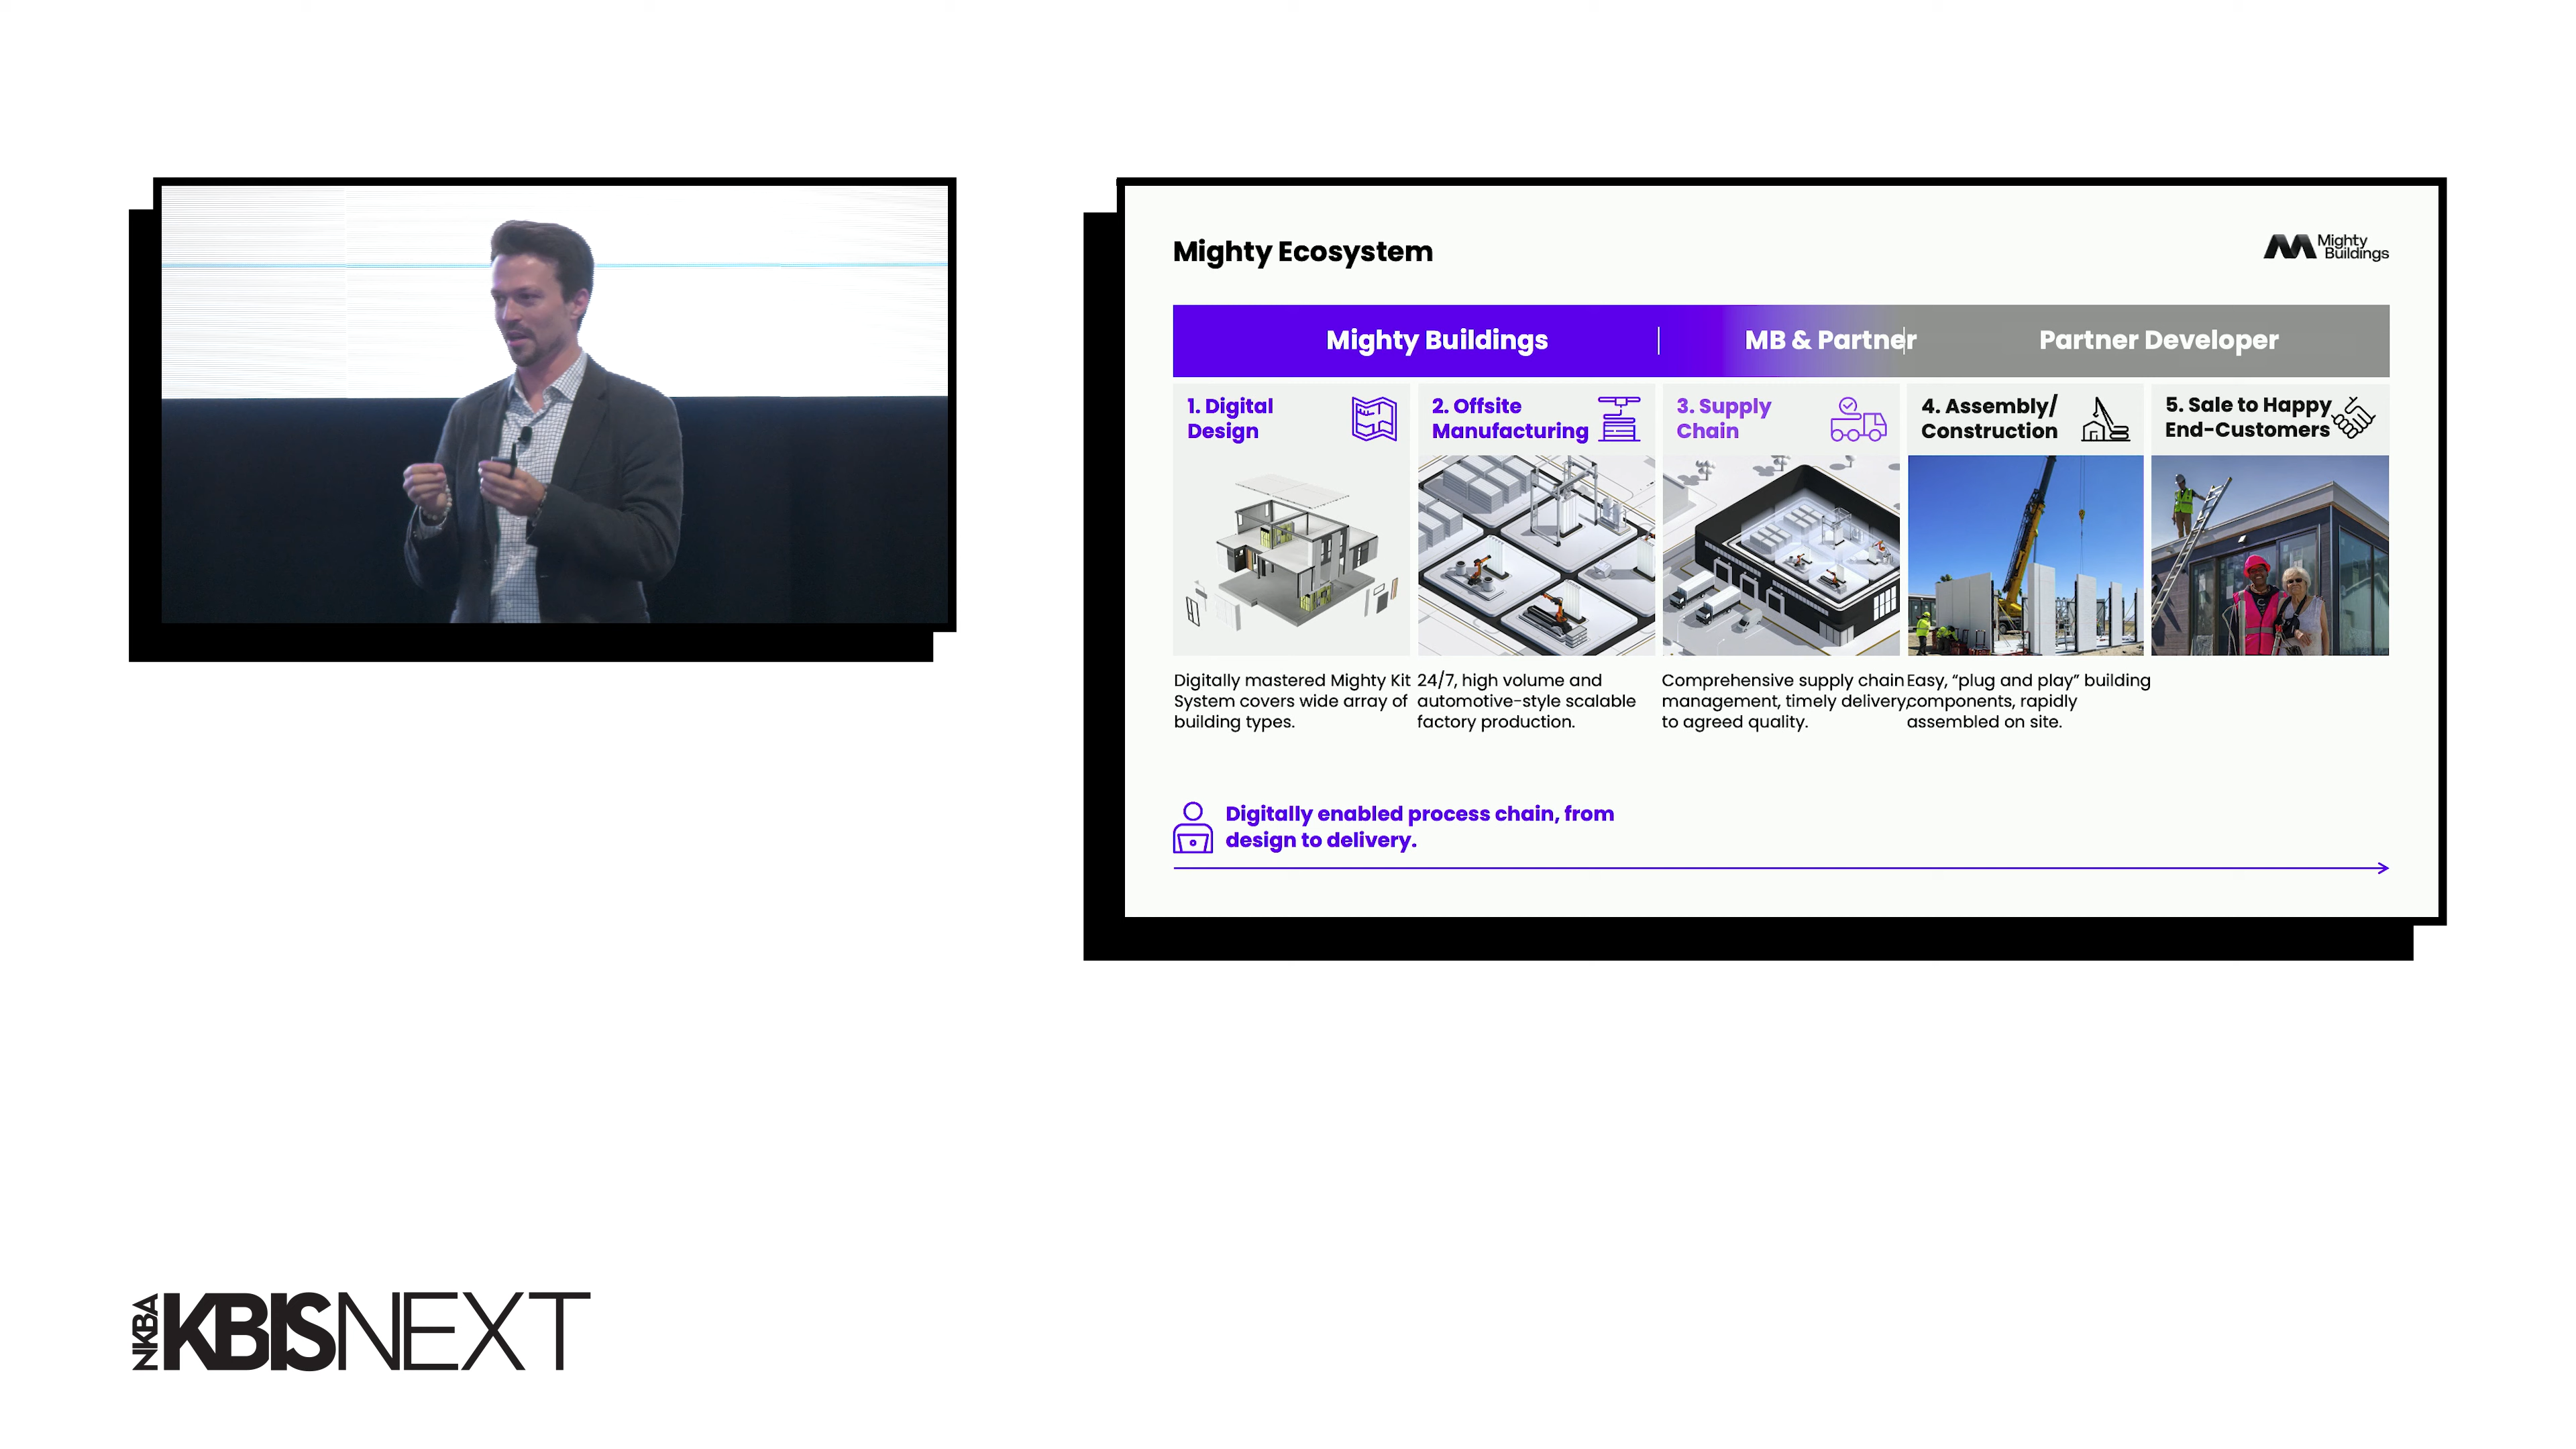 Mighty Ecosystem
Mighty
Buildings
Mighty Buildings
MB & Partner
Partner Developer
1. Digital
Design
2. Offsite
Manufacturing
3. Supply
Chain
4. Assembly/
Construction
5. Sale to Happy
End-Customers
Digitally mastered Mighty Kit
System covers wide array of
building types.
24/7, high volume and
automotive-style scalable
factory production.
Comprehensive supply chain
management, timely delivery,
to agreed quality.
Easy, “plug and play” building
components, rapidly
assembled on site.
Digitally enabled process chain, from
design to delivery.
NKBA
KBISNEXT